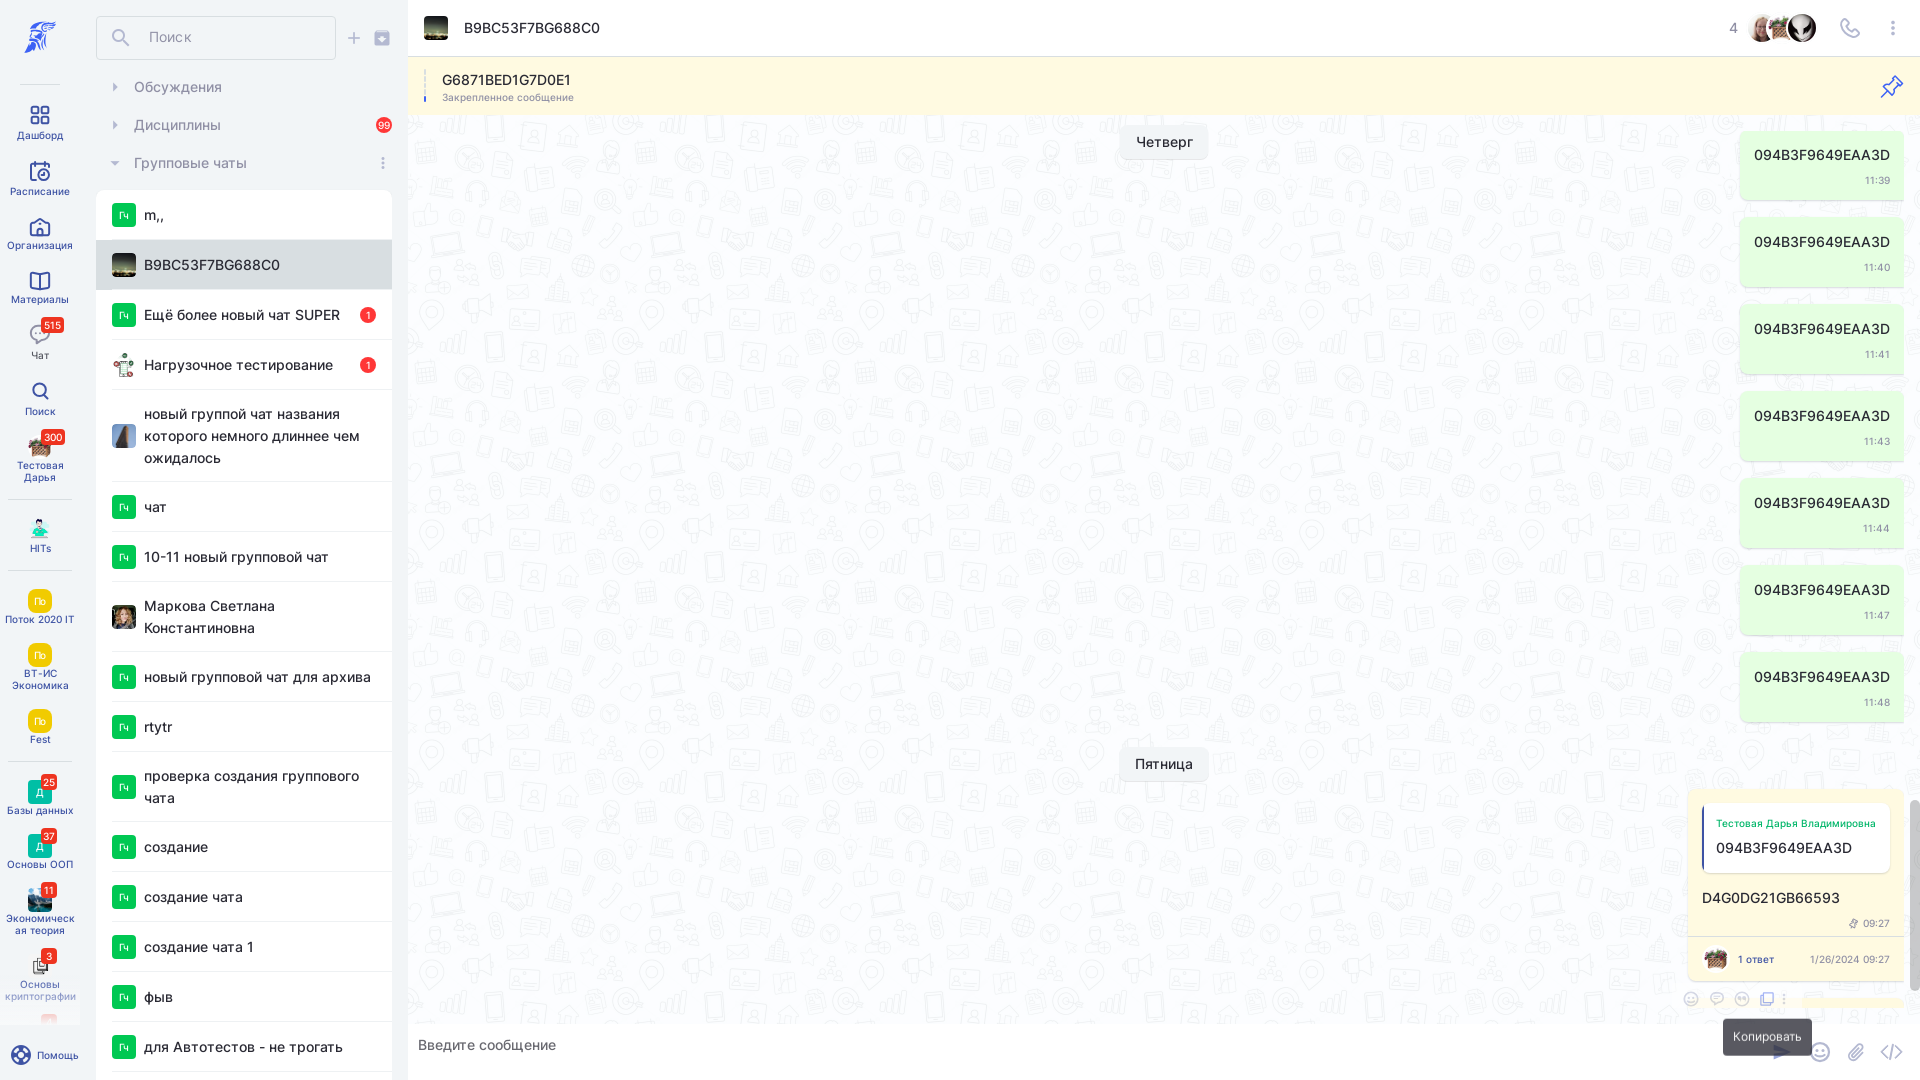 Дашборд
Расписание
Организация
Материалы
515
Чат
Поиск
300
Тестовая
Дарья
HITs
По
Поток 2020 IT
По
ВТ-ИС
Экономика
По
Fest
25
Д
Базы данных
37
Д
Основы ООП
11
Экономическ
ая теория
3
Основы
криптографии
Помощь
Поиск
Обсуждения
Дисциплины
99
Групповые чаты
Гч
m,,
B9BC53F7BG688C0
Гч
Ещё более новый чат SUPER
1
Нагрузочное тестирование
1
новый группой чат названия
которого немного длиннее чем
ожидалось
Гч
чат
Гч
10-11 новый групповой чат
Маркова Светлана
Константиновна
Гч
новый групповой чат для архива
Гч
rtytr
Гч
проверка создания группового
чата
Гч
создание
Гч
создание чата
Гч
создание чата 1
Гч
фыв
Гч
для Автотестов - не трогать
B9BC53F7BG688C0
4
G6871BED1G7D0E1
Закрепленное сообщение
Четверг
094B3F9649EAA3D
11:39
094B3F9649EAA3D
11:40
094B3F9649EAA3D
11:41
094B3F9649EAA3D
11:43
094B3F9649EAA3D
11:44
094B3F9649EAA3D
11:47
094B3F9649EAA3D
11:48
Пятница
Тестовая Дарья Владимировна
094B3F9649EAA3D
D4G0DG21GB66593
09:27
1 ответ
1/26/2024 09:27
Копировать
Введите сообщение